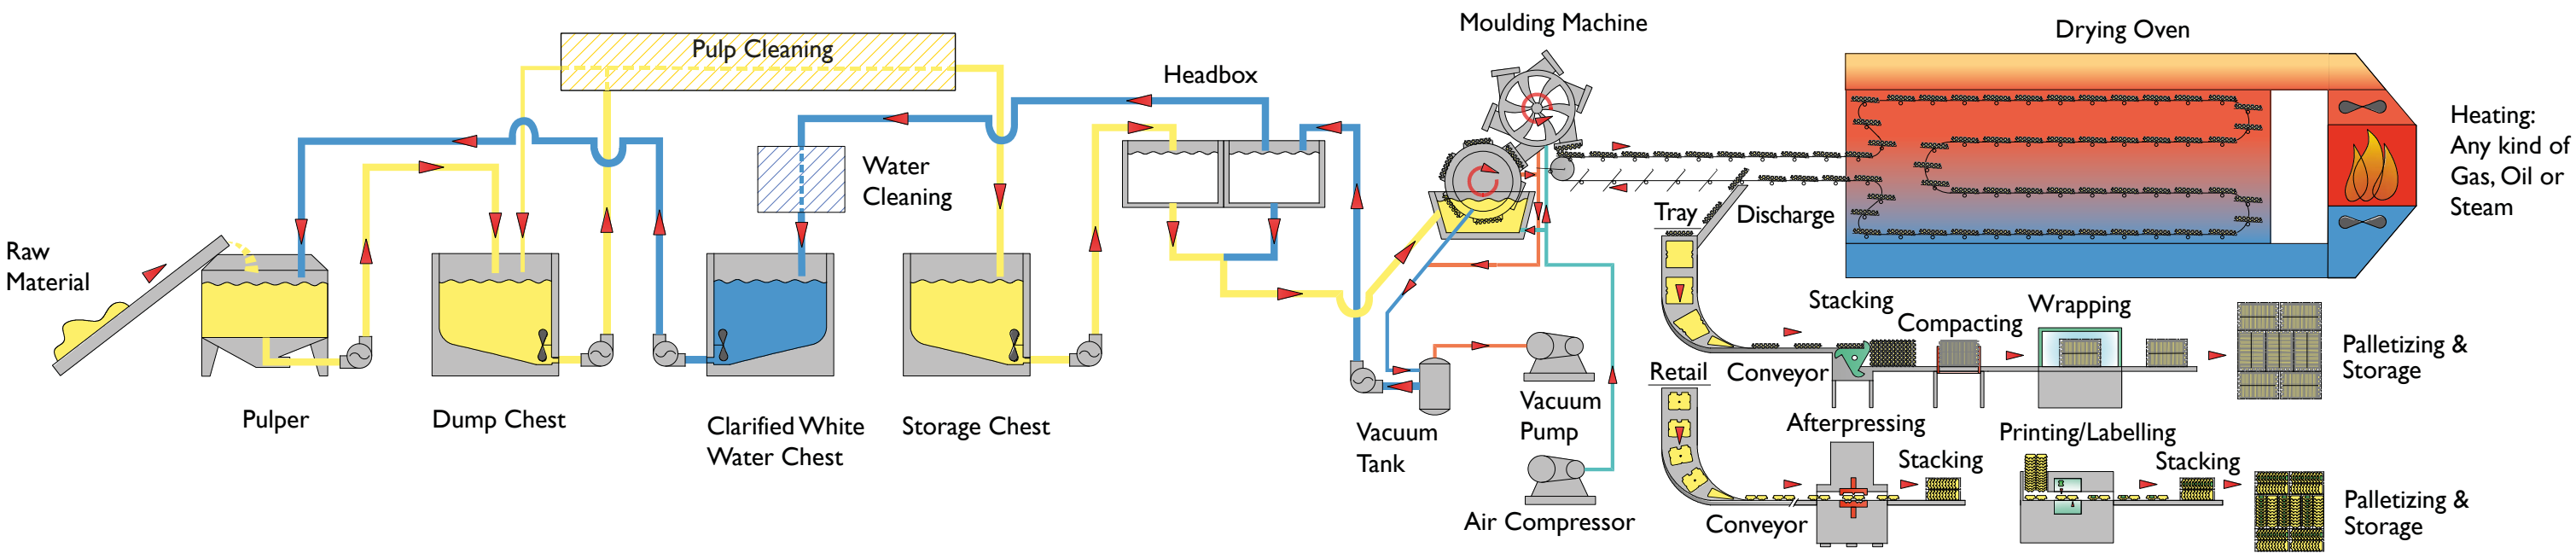 Pulp Cleaning
Headbox
Moulding Machine
Drying Oven
Water
Cleaning
Raw
Material
Pulper
Dump Chest
Clarified White
Water Chest
Storage Chest
Vacuum
Tank
Vacuum
Pump
Air Compressor
Tray
Discharge
Heating:
Any kind of
Gas, Oil or
Steam
Stacking
Compacting
Wrapping
Conveyor
Palletizing &
Storage
Retail
Afterpressing
Stacking
Printing/Labelling
Stacking
Conveyor
Palletizing &
Storage